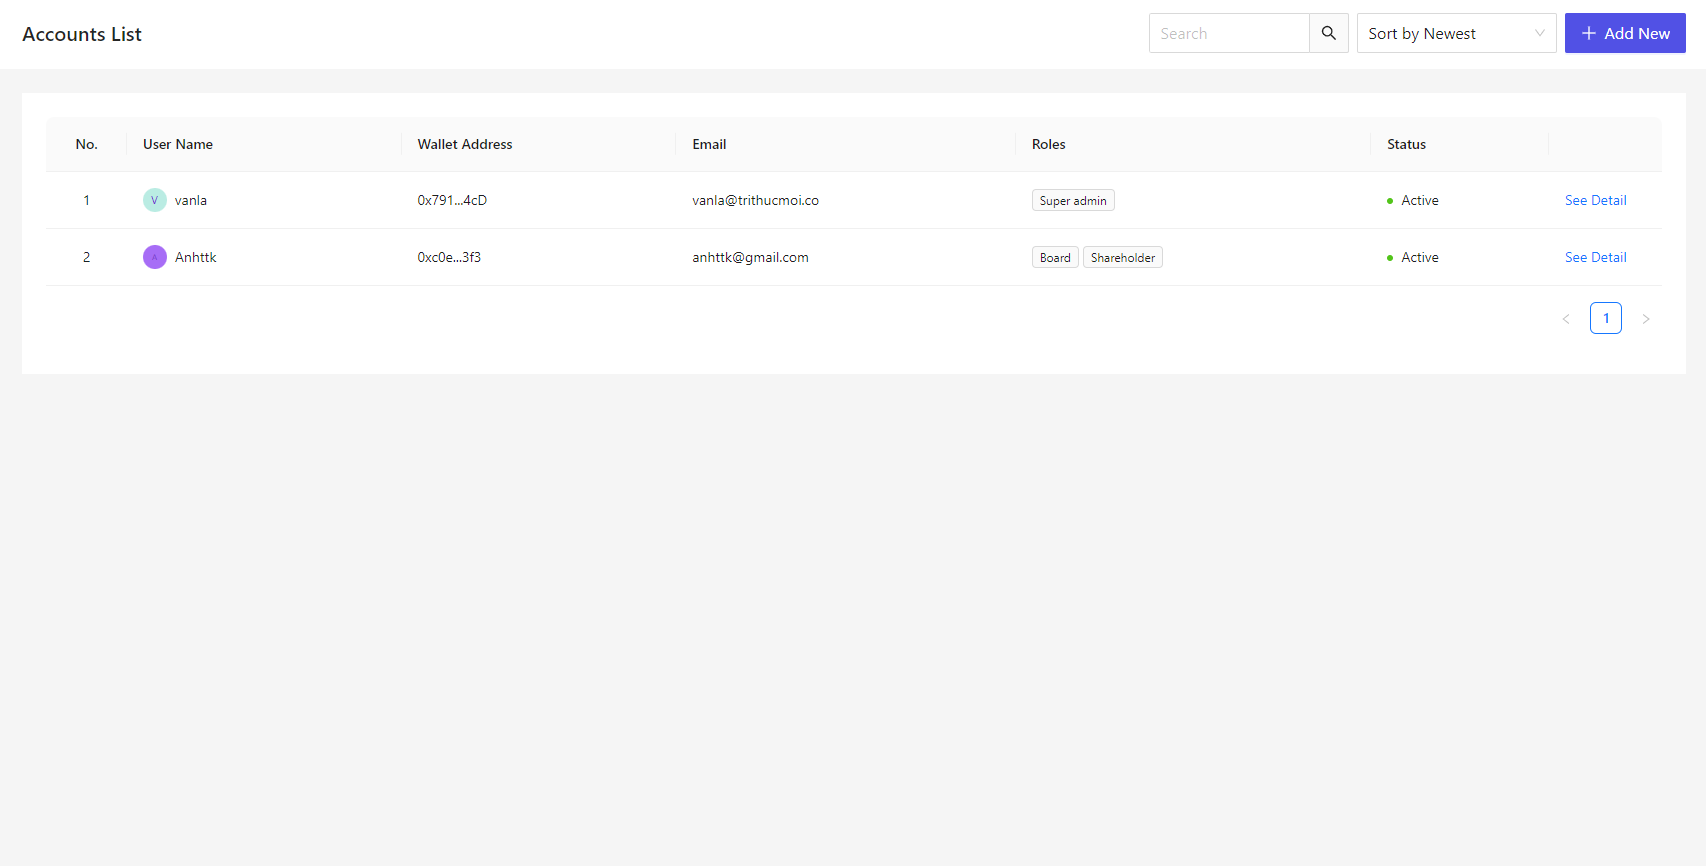 Accounts List
Search
Sort by Newest
Add New
No. User Name Wallet Address Email Roles Status
1 V vanla 0x791...4cD vanla@trithucmoi.co Super admin Active See Detail
2 A Anhttk 0xc0e...3f3 anhttk@gmail.com Board Shareholder Active See Detail
1